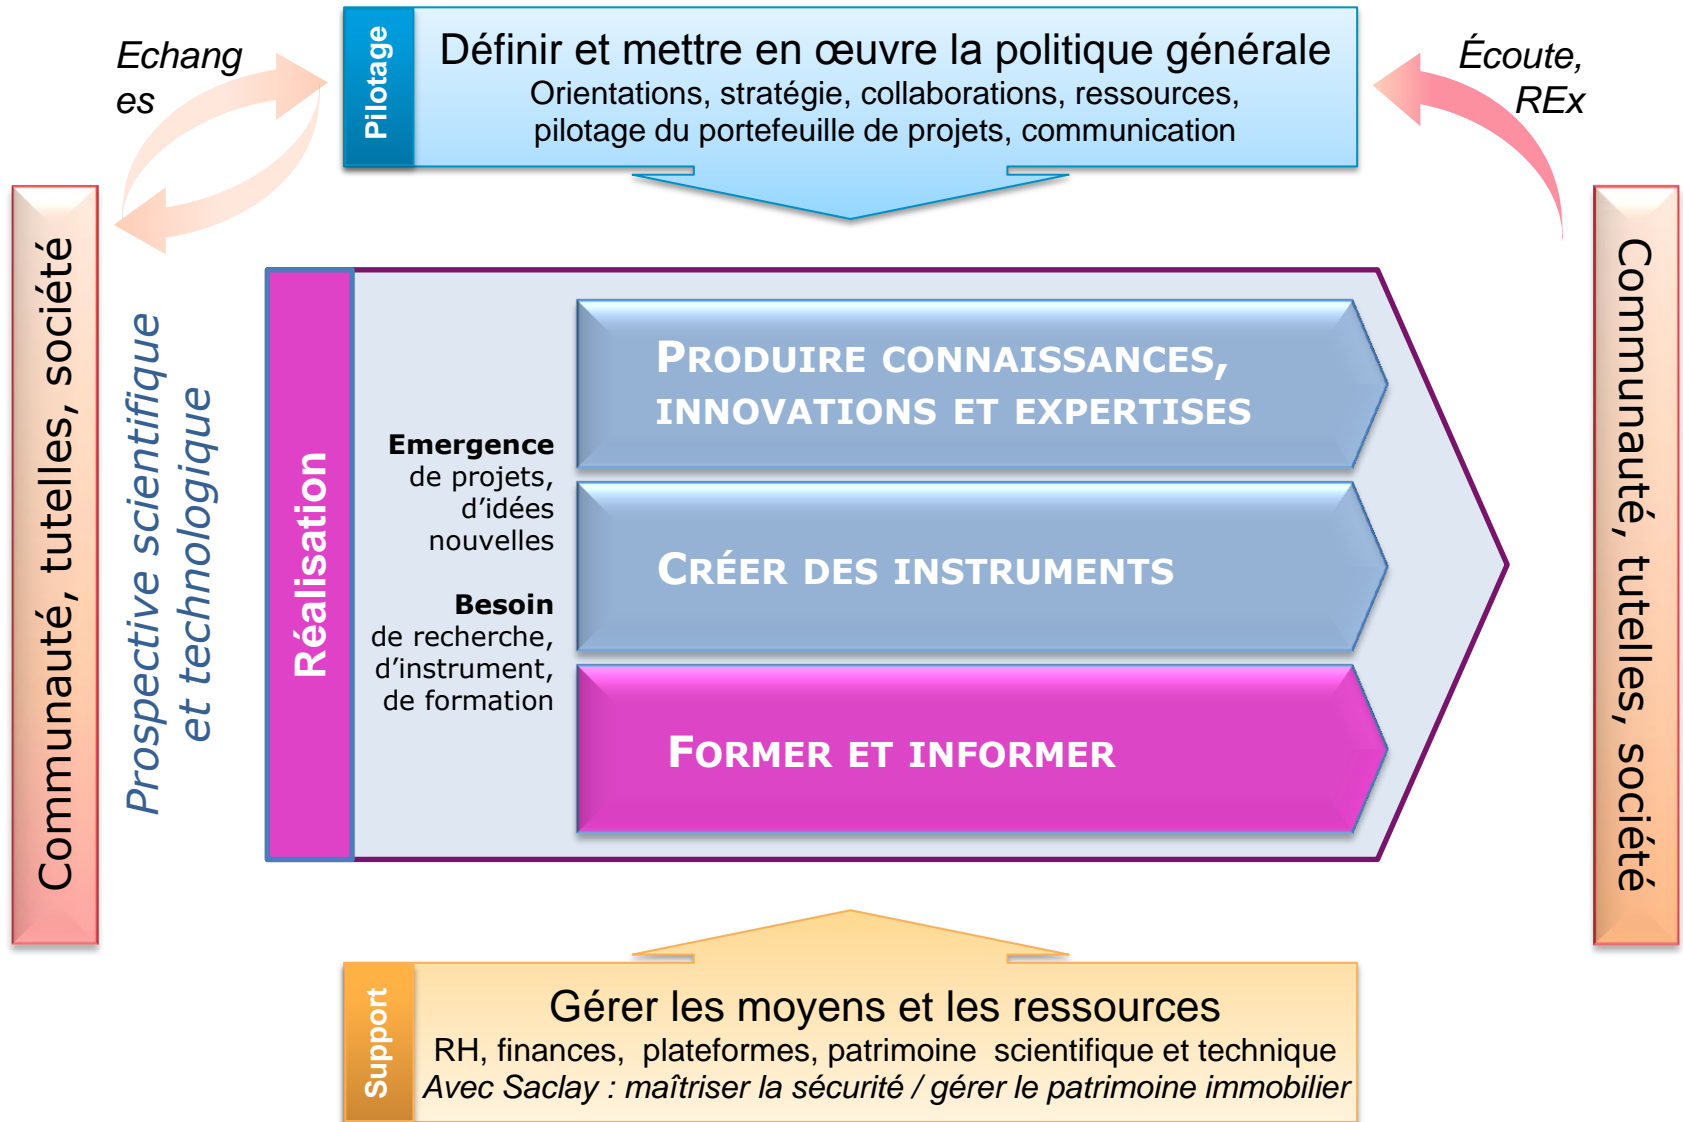 Pilotage
Définir et mettre en œuvre la politique générale
Orientations, stratégie, collaborations, ressources,
pilotage du portefeuille de projets, communication
Echang
es
Écoute,
REx
Communauté, tutelles, société
Prospective scientifique
et technologique
Réalisation
Emergence
de projets,
d’idées
nouvelles
Besoin
de recherche,
d’instrument,
de formation
PRODUIRE CONNAISSANCES,
INNOVATIONS ET EXPERTISES
CRÉER DES INSTRUMENTS
FORMER ET INFORMER
Communauté, tutelles, société
Support
Gérer les moyens et les ressources
RH, finances, plateformes, patrimoine scientifique et technique
Avec Saclay : maîtriser la sécurité / gérer le patrimoine immobilier